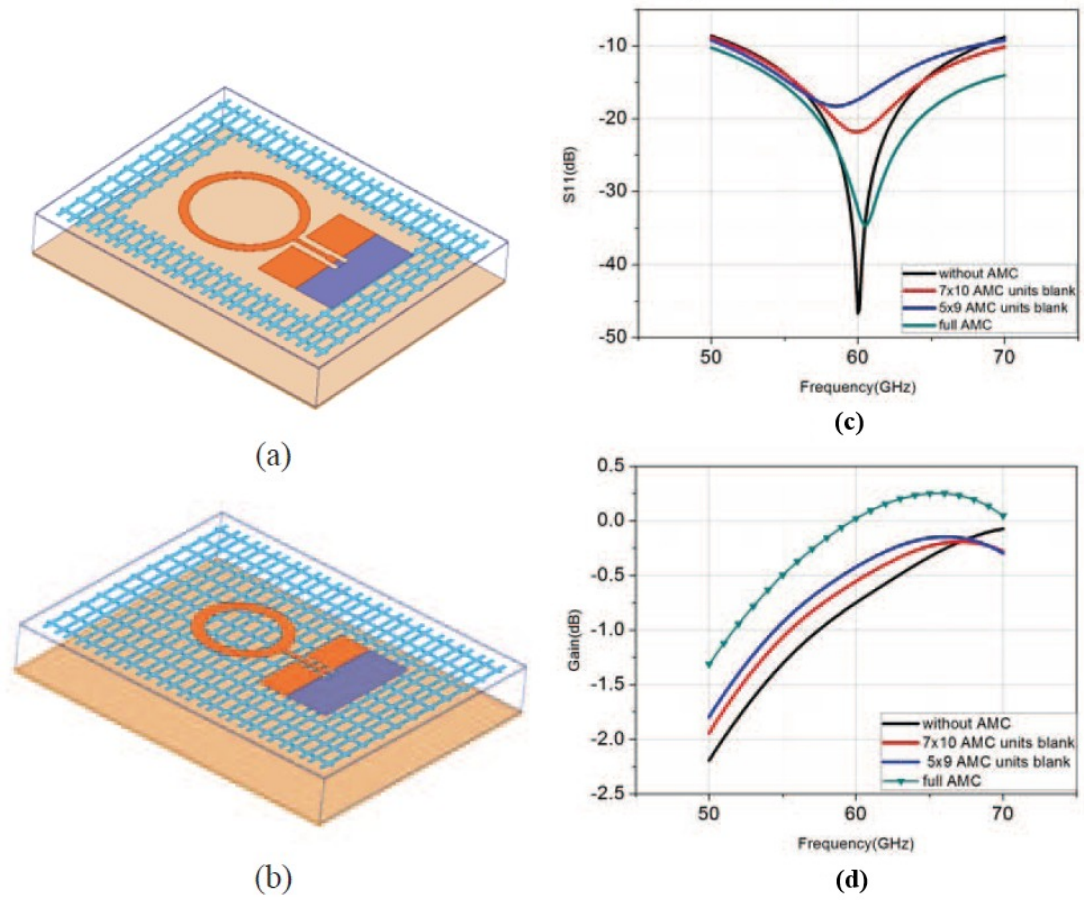 (a)
(b)
-10
-20
-30
-40
-50
S11(dB)
without AMC
7x10 AMC units blank
5x9 AMC units blank
full AMC
50
60
70
Frequency(GHz)
(c)
0.5
0.0
-0.5
-1.0
-1.5
-2.0
-2.5
Gain(dB)
without AMC
7x10 AMC units blank
5x9 AMC units blank
full AMC
50
60
70
Frequency(GHz)
(d)